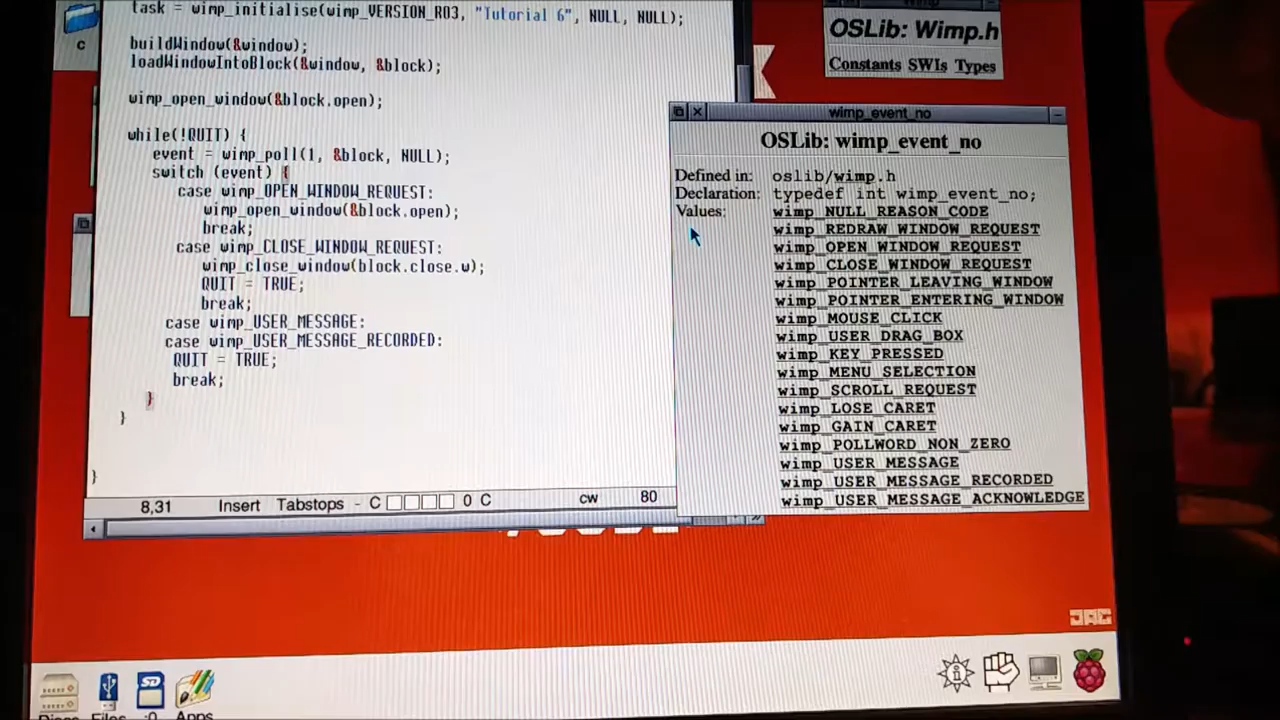 task = wimp_initialise(wimp_VERSION_RO3, "Tutorial 6", NULL, NULL);
buildWindow(&window);
loadWindowIntoBlock(&window, &block);
wimp_open_window(&block.open);
while(!QUIT) {
event = wimp_poll(1, &block, NULL);
switch (event) {
case wimp_OPEN_WINDOW_REQUEST:
wimp_open_window(&block.open);
break;
case wimp_CLOSE_WINDOW_REQUEST:
wimp_close_window(block.close.w);
QUIT = TRUE;
break;
case wimp_USER_MESSAGE:
case wimp_USER_MESSAGE_RECORDED:
QUIT = TRUE;
break;
}
}
}
8,31 Insert Tabstops - C 0 C cw 80
c
OSLib: Wimp.h
Constants SWIs Types
wimp_event_no
OSLib: wimp_event_no
Defined in: oslib/wimp.h
Declaration: typedef int wimp_event_no;
Values: wimp_NULL_REASON_CODE
wimp_REDRAW_WINDOW_REQUEST
wimp_OPEN_WINDOW_REQUEST
wimp_CLOSE_WINDOW_REQUEST
wimp_POINTER_LEAVING_WINDOW
wimp_POINTER_ENTERING_WINDOW
wimp_MOUSE_CLICK
wimp_USER_DRAG_BOX
wimp_KEY_PRESSED
wimp_MENU_SELECTION
wimp_SCROLL_REQUEST
wimp_LOSE_CARET
wimp_GAIN_CARET
wimp_POLLWORD_NON_ZERO
wimp_USER_MESSAGE
wimp_USER_MESSAGE_RECORDED
wimp_USER_MESSAGE_ACKNOWLEDGE
SD
Discs Files :0 Apps